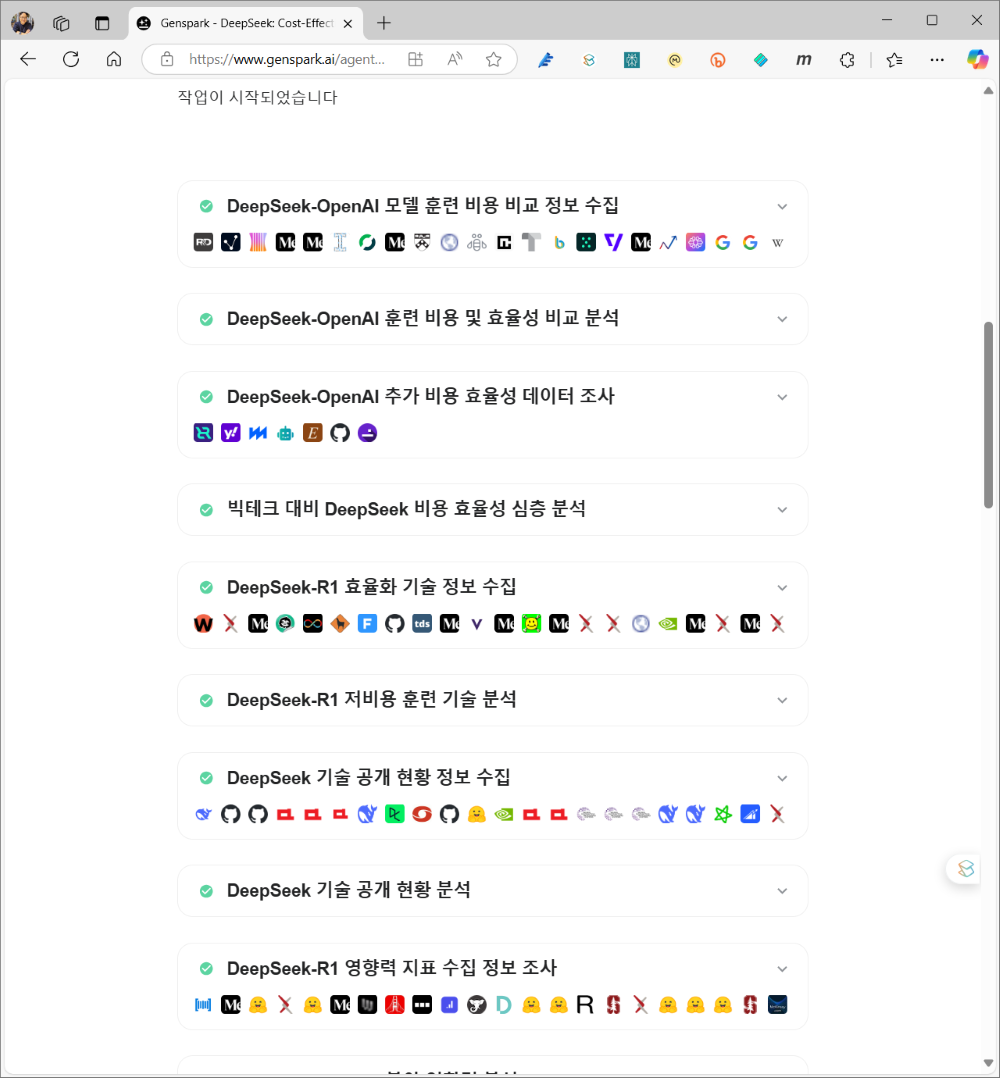 Genspark - DeepSeek: Cost-Effect
https://www.genspark.ai/agent...
작업이 시작되었습니다
DeepSeek-OpenAI 모델 훈련 비용 비교 정보 수집
DeepSeek-OpenAI 훈련 비용 및 효율성 비교 분석
DeepSeek-OpenAI 추가 비용 효율성 데이터 조사
빅테크 대비 DeepSeek 비용 효율성 심층 분석
DeepSeek-R1 효율화 기술 정보 수집
DeepSeek-R1 저비용 훈련 기술 분석
DeepSeek 기술 공개 현황 정보 수집
DeepSeek 기술 공개 현황 분석
DeepSeek-R1 영향력 지표 수집 정보 조사